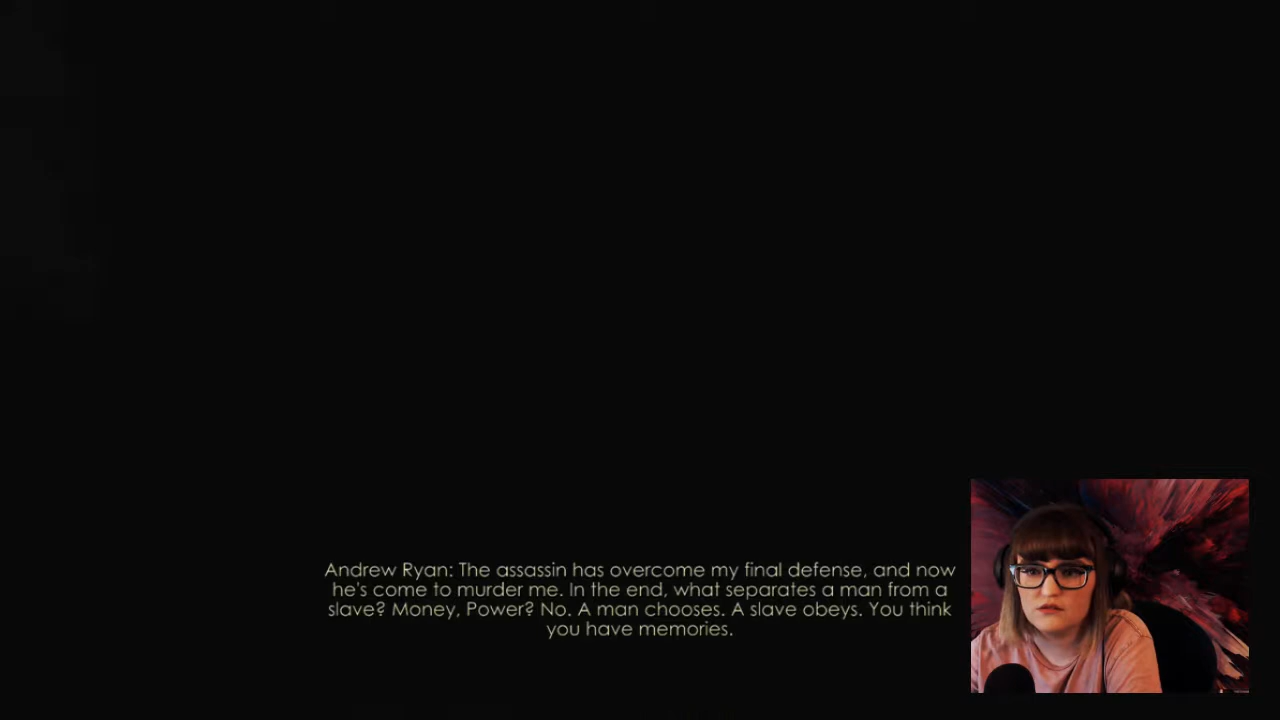 Andrew Ryan: The assassin has overcome my final defense, and now
he's come to murder me. In the end, what separates a man from a
slave? Money, Power? No. A man chooses. A slave obeys. You think
you have memories.